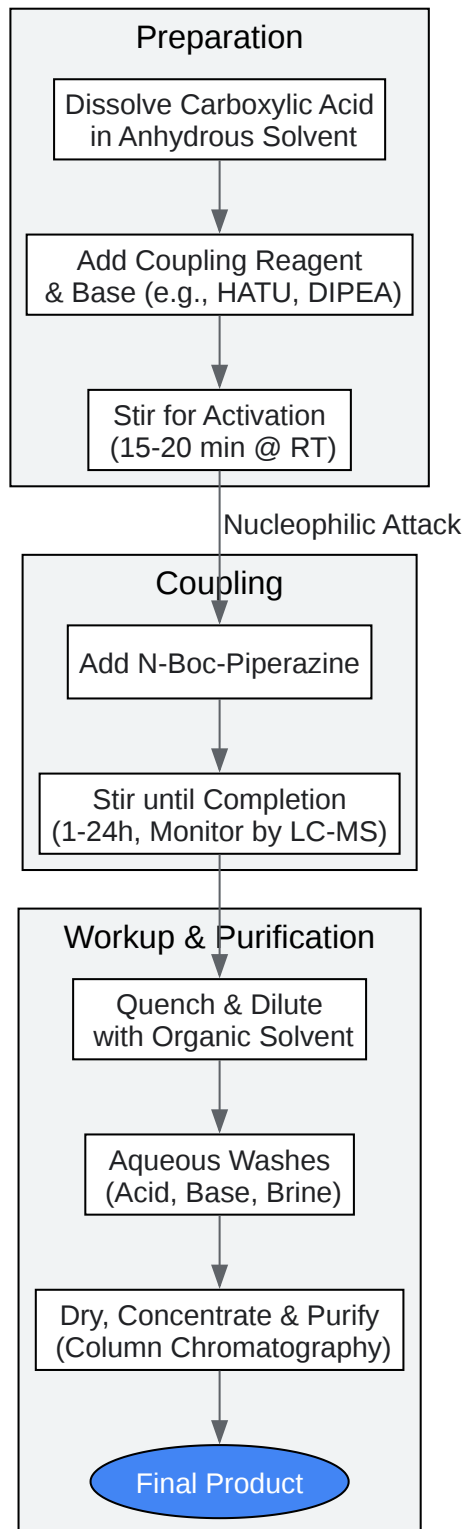 Preparation
Dissolve Carboxylic Acid
in Anhydrous Solvent
Add Coupling Reagent
& Base (e.g., HATU, DIPEA)
Stir for Activation
(15-20 min @ RT)
Nucleophilic Attack
Coupling
Add N-Boc-Piperazine
Stir until Completion
(1-24h, Monitor by LC-MS)
Workup & Purification
Quench & Dilute
with Organic Solvent
Aqueous Washes
(Acid, Base, Brine)
Dry, Concentrate & Purify
(Column Chromatography)
Final Product